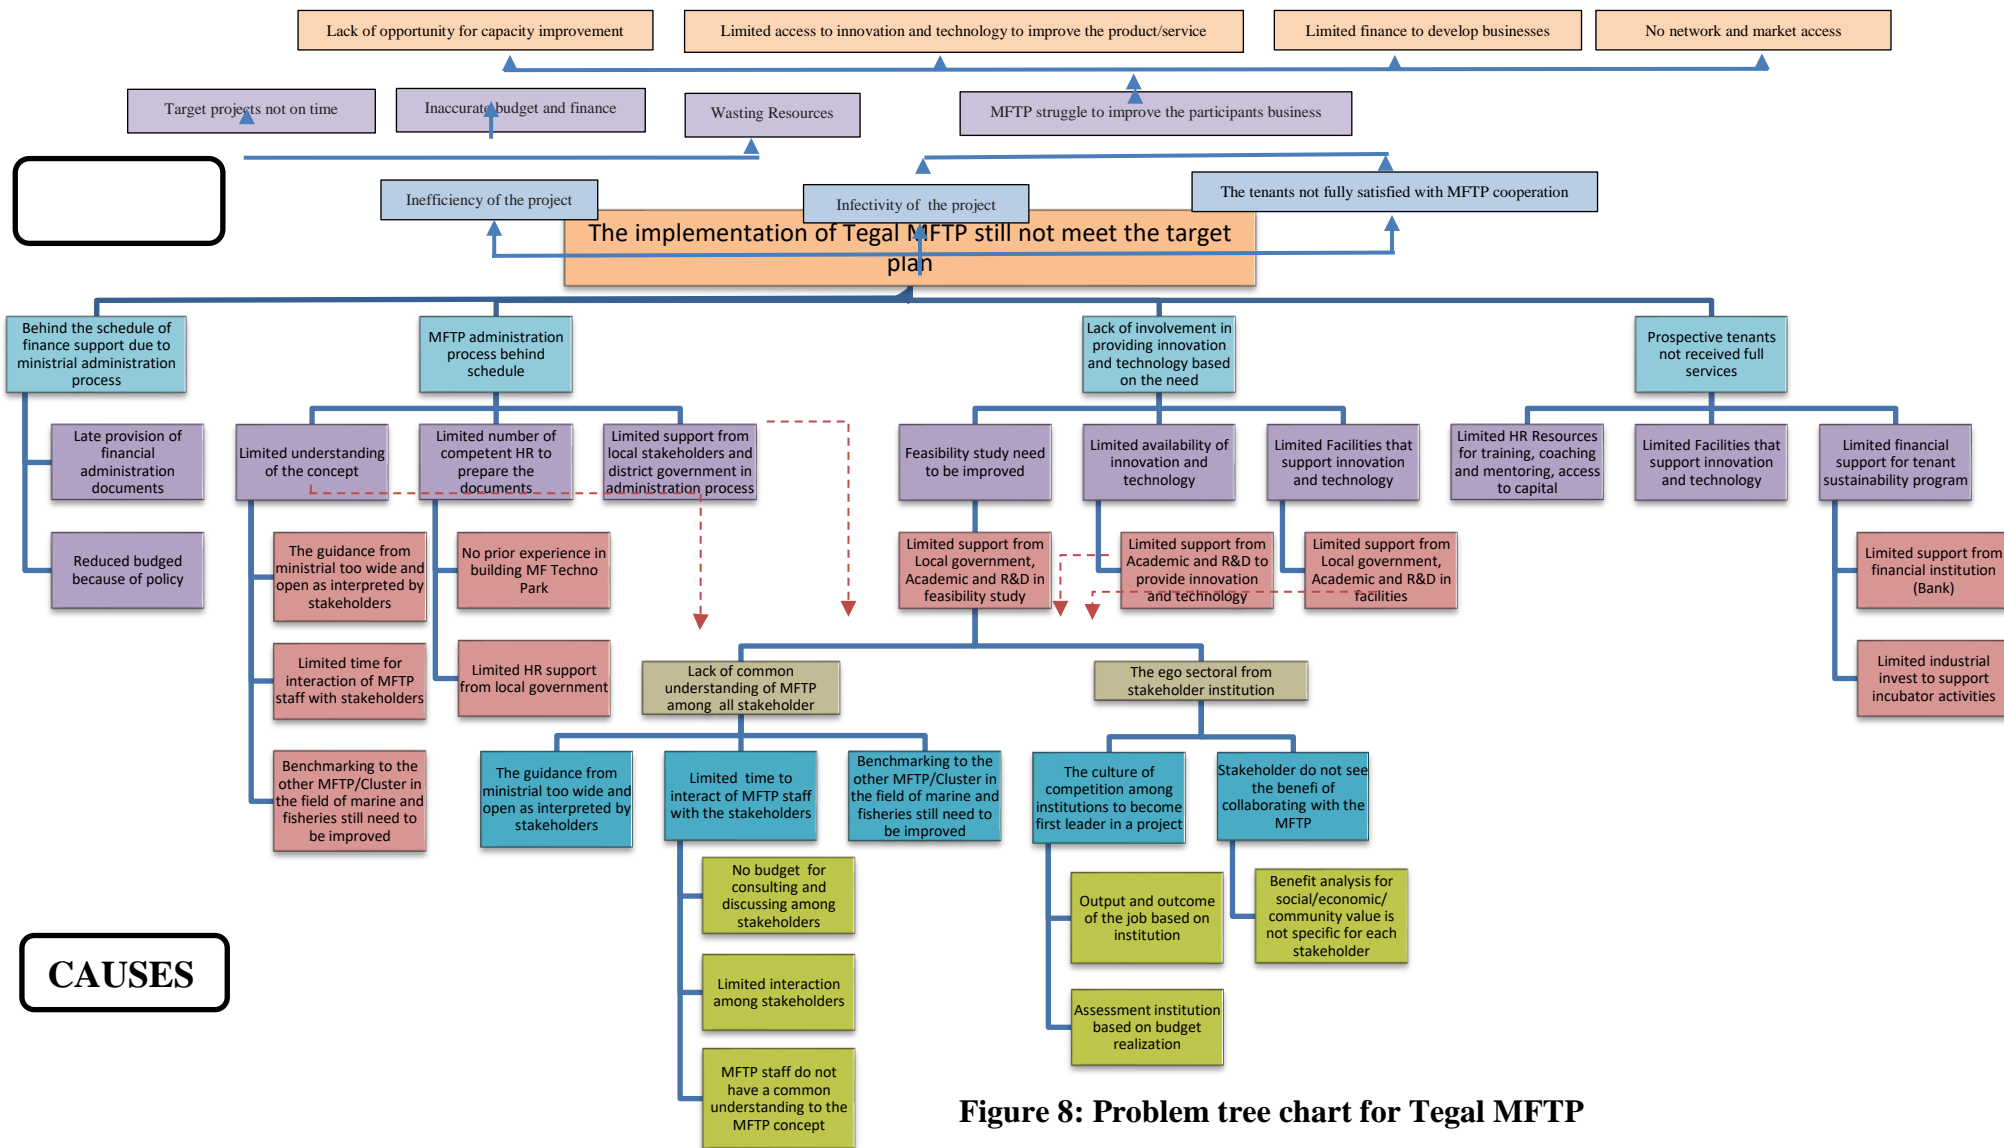 Lack of opportunity for capacity improvement
Limited access to innovation and technology to improve the product/service
Limited finance to develop businesses
No network and market access
Target projects not on time
Inaccurate budget and finance
Wasting Resources
MFTP struggle to improve the participants business
Inefficiency of the project
Infectivity of the project
The tenants not fully satisfied with MFTP cooperation
The implementation of Tegal MFTP still not meet the target
plan
Behind the schedule of
finance support due to
ministrial administration
process
MFTP administration
process behind
schedule
Lack of involvement in
providing innovation
and technology based
on the need
Prospective tenants
not received full
services
Late provision of
financial
administration
documents
Limited understanding
of the concept
Limited number of
competent HR to
prepare the
documents
Limited support from
local stakeholders and
district government in
administration process
Feasibility study need
to be improved
Limited availability of
innovation and
technology
Limited Facilities that
support innovation
and technology
Limited HR Resources
for training, coaching
and mentoring, access
to capital
Limited Facilities that
support innovation
and technology
Limited financial
support for tenant
sustainability program
Reduced budged
because of policy
The guidance from
ministrial too wide and
open as interpreted by
stakeholders
No prior experience in
building MF Techno
Park
Limited support from
Local government,
Academic and R&D in
feasibility study
Limited support from
Academic and R&D to
provide innovation
and technology
Limited support from
Local government,
Academic and R&D in
facilities
Limited support from
financial institution
(Bank)
Limited time for
interaction of MFTP
staff with stakeholders
Limited HR support
from local government
Lack of common
understanding of MFTP
among all stakeholder
The ego sectoral from
stakeholder institution
Limited industrial
invest to support
incubator activities
Benchmarking to the
other MFTP/Cluster in
the field of marine and
fisheries still need to
be improved
The guidance from
ministrial too wide and
open as interpreted by
stakeholders
Limited time to
interact of MFTP staff
with the stakeholders
Benchmarking to the
other MFTP/Cluster in
the field of marine and
fisheries still need to
be improved
The culture of
competition among
institutions to become
first leader in a project
Stakeholder do not see
the benefi of
collaborating with the
MFTP
No budget for
consulting and
discussing among
stakeholders
Output and outcome
of the job based on
institution
Benefit analysis for
social/economic/
community value is
not specific for each
stakeholder
CAUSES
Limited interaction
among stakeholders
Assessment institution
based on budget
realization
MFTP staff do not
have a common
understanding to the
MFTP concept
Figure 8: Problem tree chart for Tegal MFTP